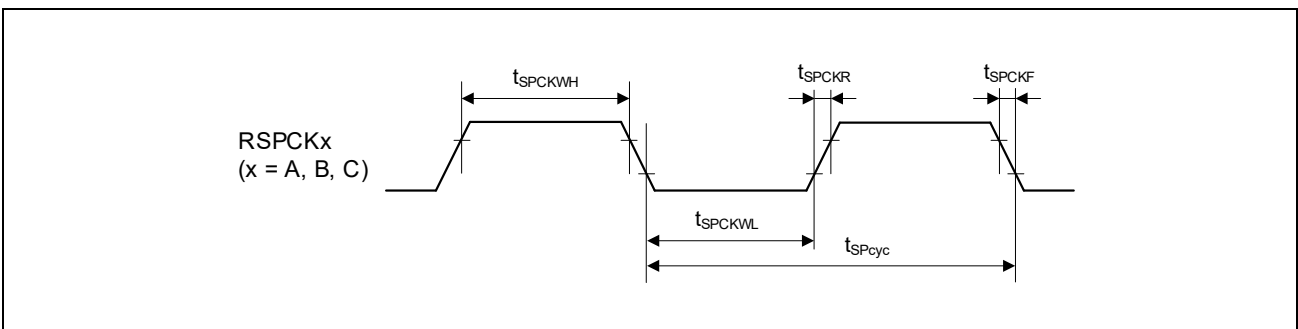 tSPCKWH
tSPCKR
tSPCKF
RSPCKx
(x = A, B, C)
tSPCKWL
tSPcyc